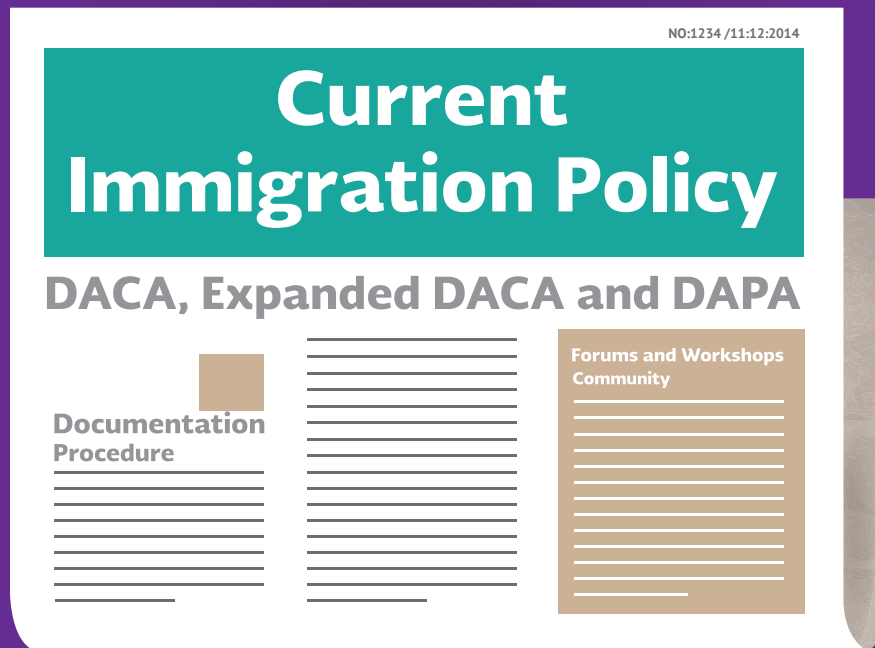 NO:1234 /11:12:2014
Current
Immigration Policy
DACA, Expanded DACA and DAPA
Documentation
Procedure
Forums and Workshops
Community